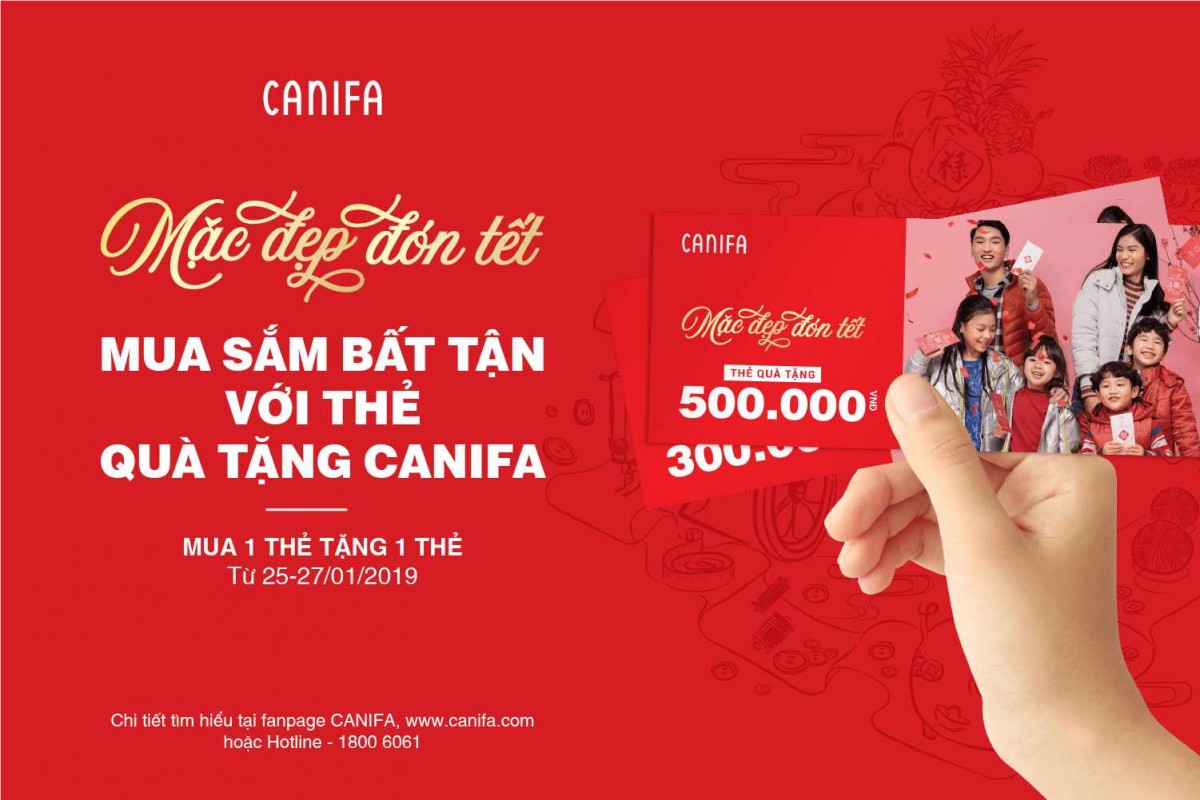 CANIFA
Mặc đẹp đón tết
MUA SẮM BẤT TẬN
VỚI THẺ
QUÀ TẶNG CANIFA
MUA 1 THẺ TẶNG 1 THẺ
Từ 25-27/01/2019
Chi tiết tìm hiểu tại fanpage CANIFA, www.canifa.com
hoặc Hotline - 1800 6061
CANIFA
Mặc đẹp đón tết
THẺ QUÀ TẶNG
500.000 VNĐ
祿